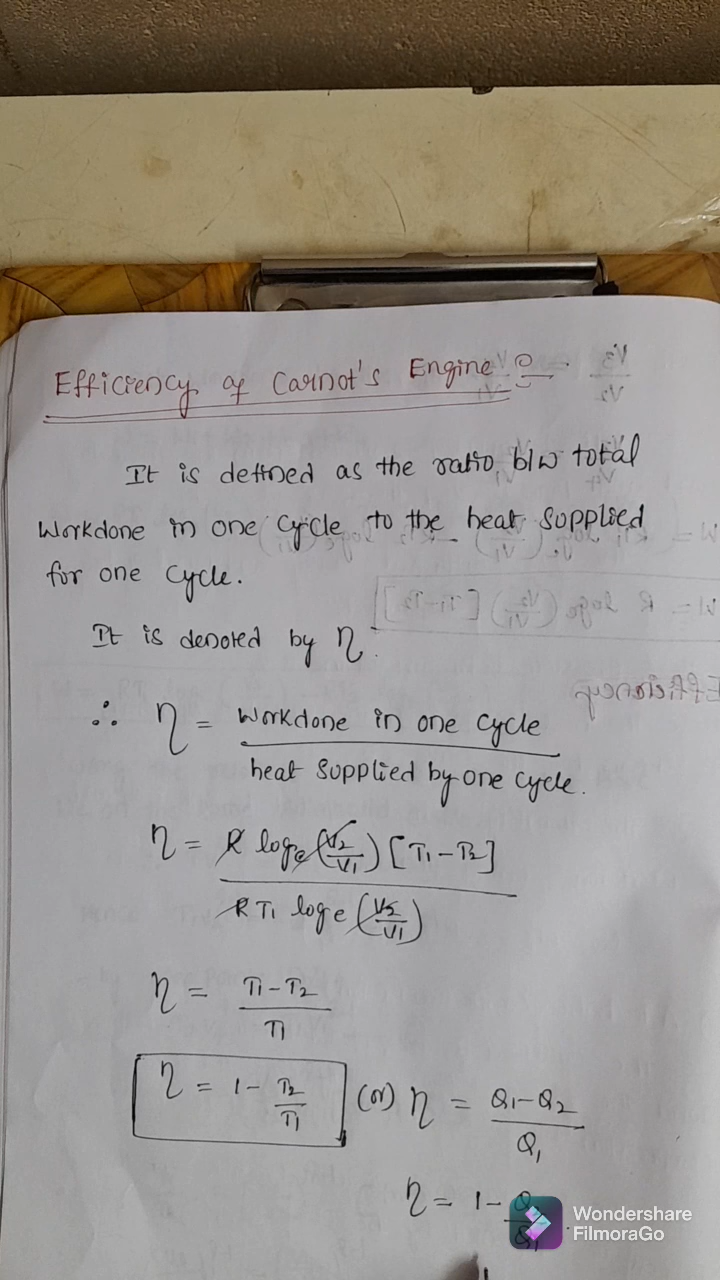 Efficiency of Carnot's Engine :-
It is defined as the ratio b/w total
Workdone in one cycle to the heat supplied
for one cycle.
It is denoted by η.
∴ η = Workdone in one cycle / heat supplied by one cycle.
η = R loge (V2/V1) [T1 - T2] / RT1 loge (V2/V1)
η = T1 - T2 / T1
η = 1 - T2/T1 (or) η = Q1 - Q2 / Q1
η = 1 -
Wondershare
FilmoraGo